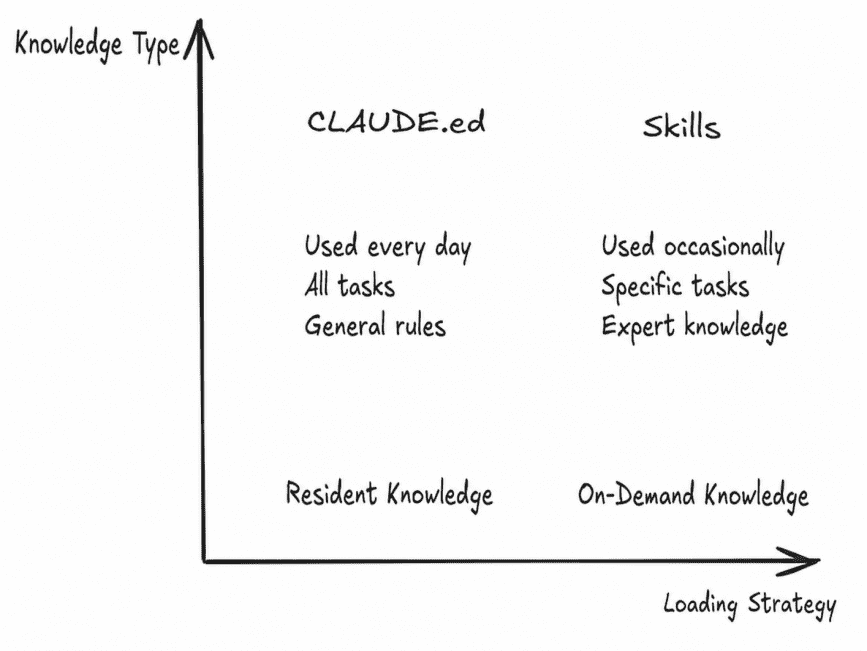 Knowledge Type
CLAUDE.ed
Skills
Used every day
All tasks
General rules
Used occasionally
Specific tasks
Expert knowledge
Resident Knowledge
On-Demand Knowledge
Loading Strategy